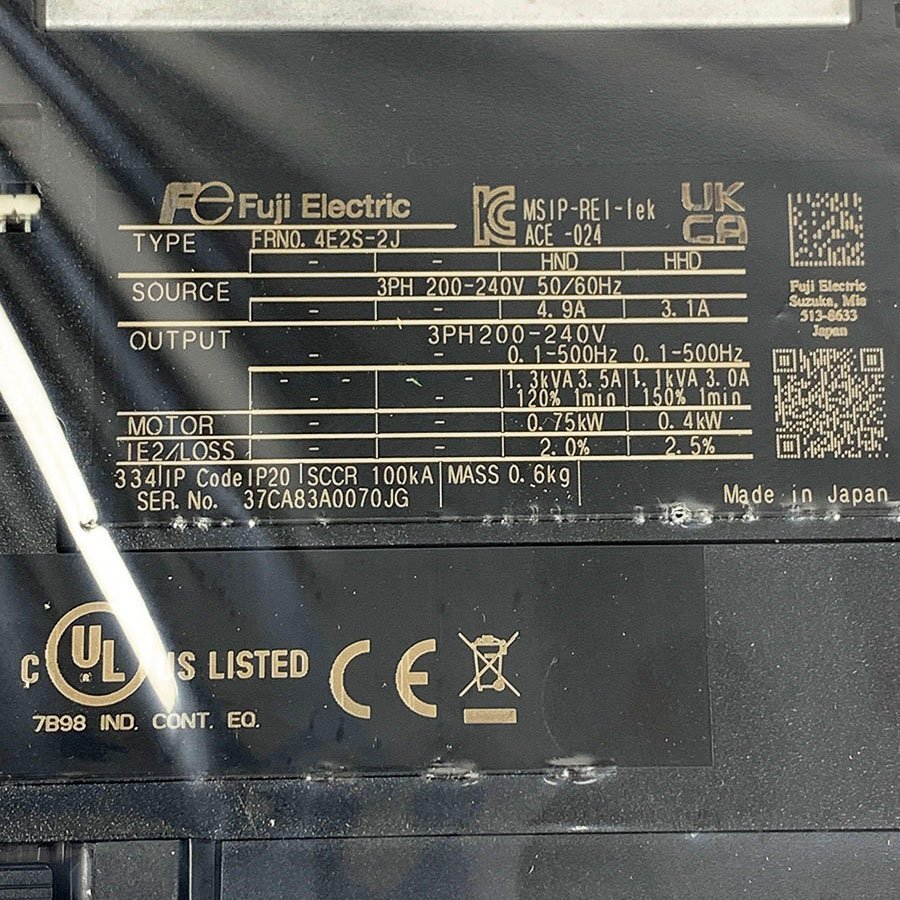 Fe Fuji Electric
MSIP-REI-Iek
ACE -024
UK
CA
TYPE FRN0. 4E2S-2J
- - HND HHD
SOURCE 3PH 200-240V 50/60Hz
- - 4.9A 3.1A
OUTPUT 3PH200-240V
- - 0.1-500Hz 0.1-500Hz
- - - - 1.3kVA,3.5A 1.1kVA,3.0A
- - 120% 1min 150% 1min
MOTOR - - 0.75kW 0.4kW
IE2/LOSS - - 2.0% 2.5%
334 IP Code IP20 SCCR 100kA MASS 0.6kg
SER. No. 37CA83A0070JG
Fuji Electric
Suzuka, Mie
513-8633
Japan
Made in Japan
C UL US LISTED
7B98 IND. CONT. EQ.
CE